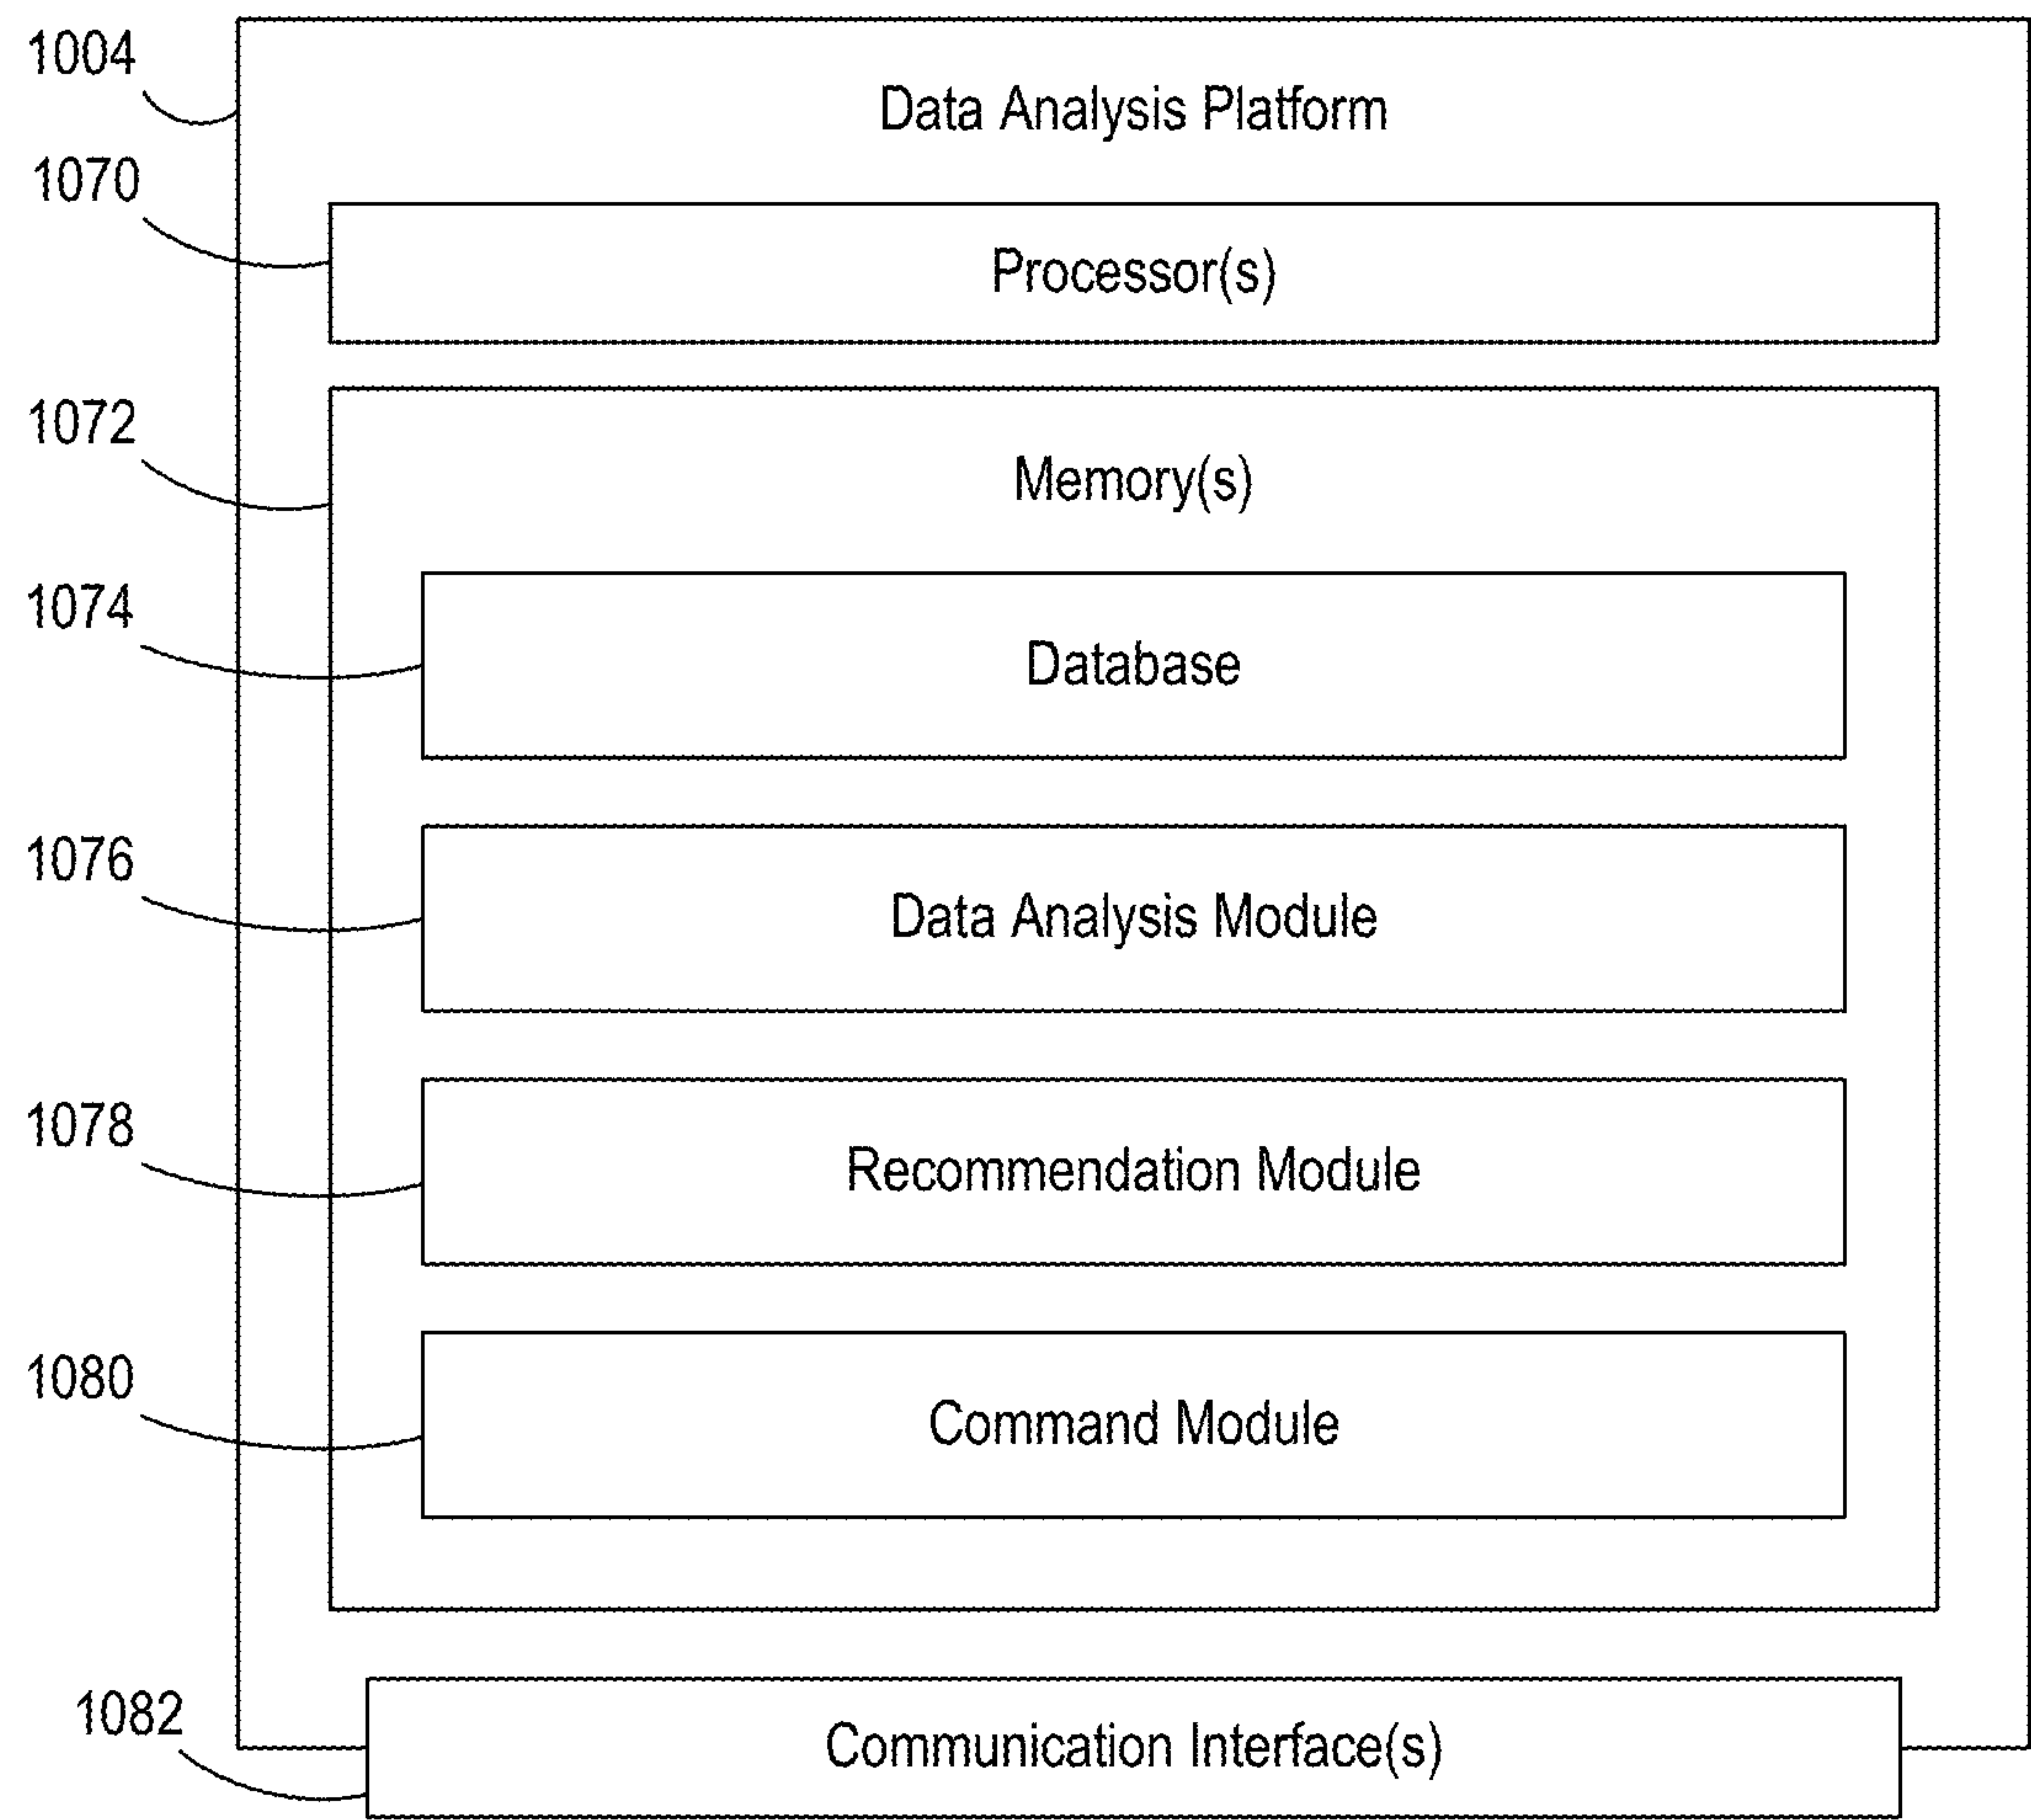 1004
Data Analysis Platform
1070
Processor(s)
1072
Memory(s)
1074
Database
1076
Data Analysis Module
1078
Recommendation Module
1080
Command Module
1082
Communication Interface(s)